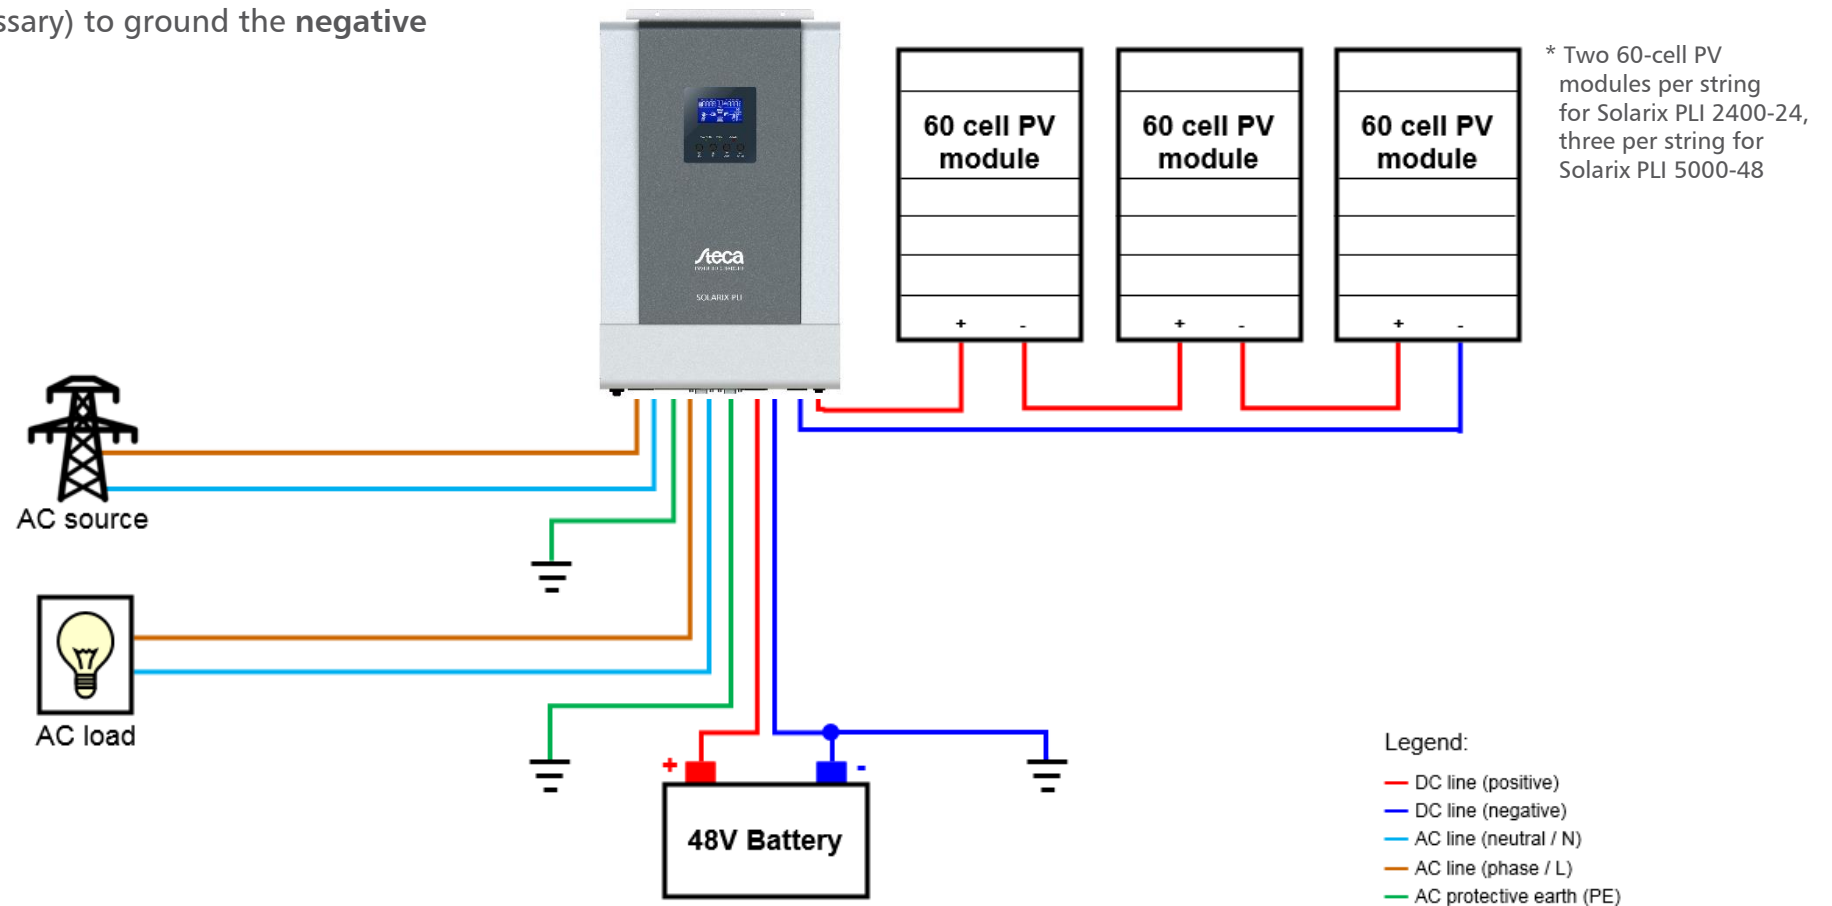 ssary) to ground the negative
* Two 60-cell PV
modules per string
for Solarix PLI 2400-24,
three per string for
Solarix PLI 5000-48
60 cell PV
module
+ -
60 cell PV
module
+ -
60 cell PV
module
+ -
Steca
SOLARIX PLI
AC source
AC load
+ -
48V Battery
Legend:
DC line (positive)
DC line (negative)
AC line (neutral / N)
AC line (phase / L)
AC protective earth (PE)